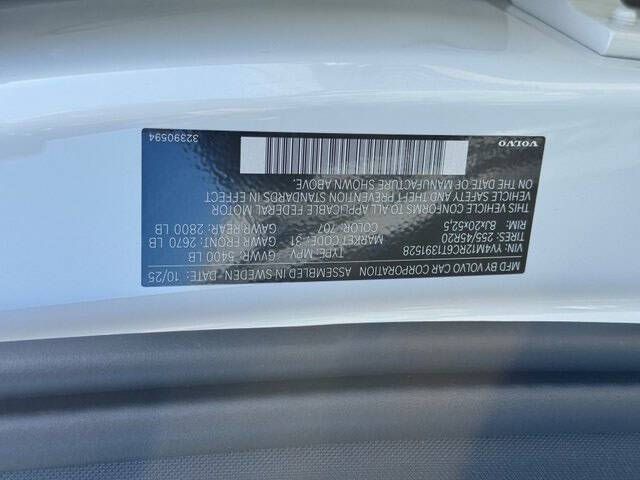 MFD BY VOLVO CAR CORPORATION ASSEMBLED IN SWEDEN 10/25
VIN: YV4M12RC6T1391528 TYPE: MPV GVWR: 5400 LB
TIRES: 255/45R20 MARKET CODE: 31 GAWR FRONT: 2670 LB
RIM: 8Jx20x52,5 COLOR: 707 GAWR REAR: 2800 LB
THIS VEHICLE CONFORMS TO ALL APPLICABLE FEDERAL MOTOR
VEHICLE SAFETY AND THEFT PREVENTION STANDARDS IN EFFECT
ON THE DATE OF MANUFACTURE SHOWN ABOVE.
VOLVO 32390594